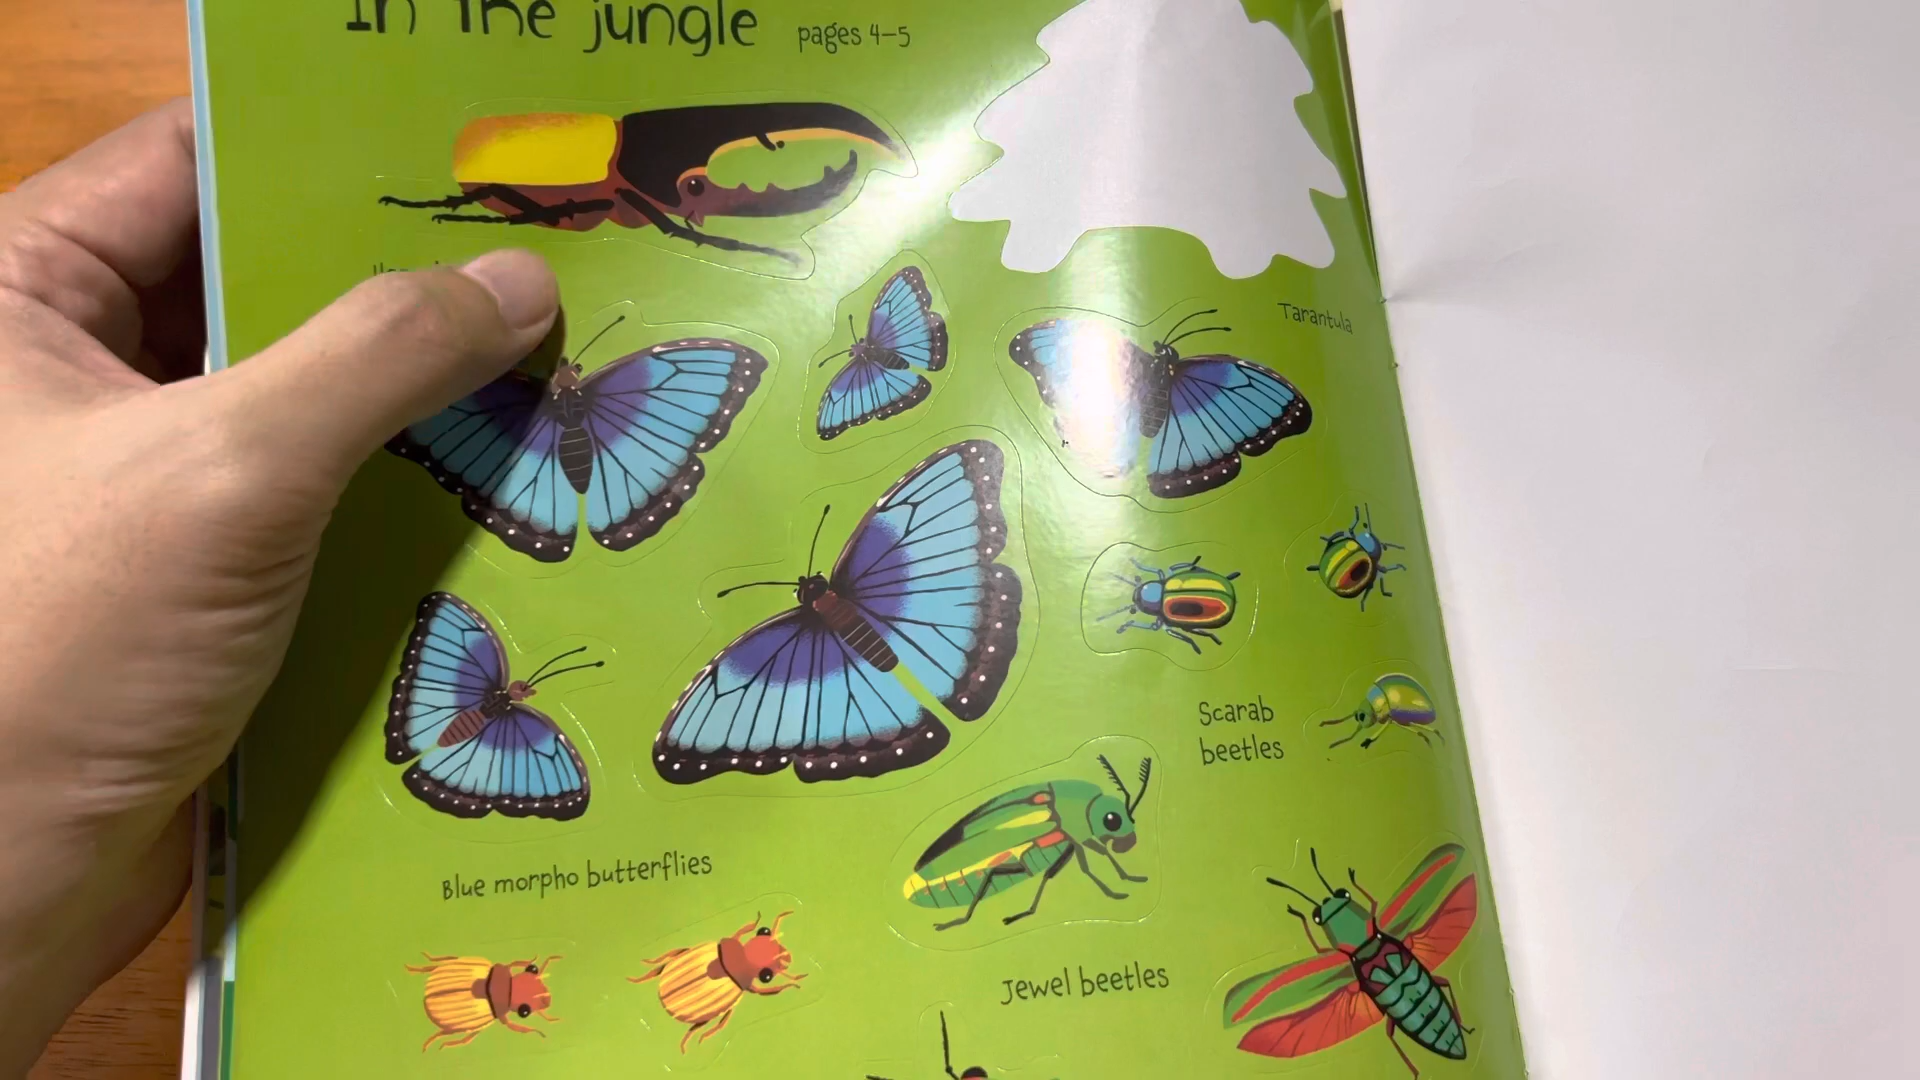 In the jungle pages 4–5
Tarantula
Scarab
beetles
Blue morpho butterflies
Jewel beetles